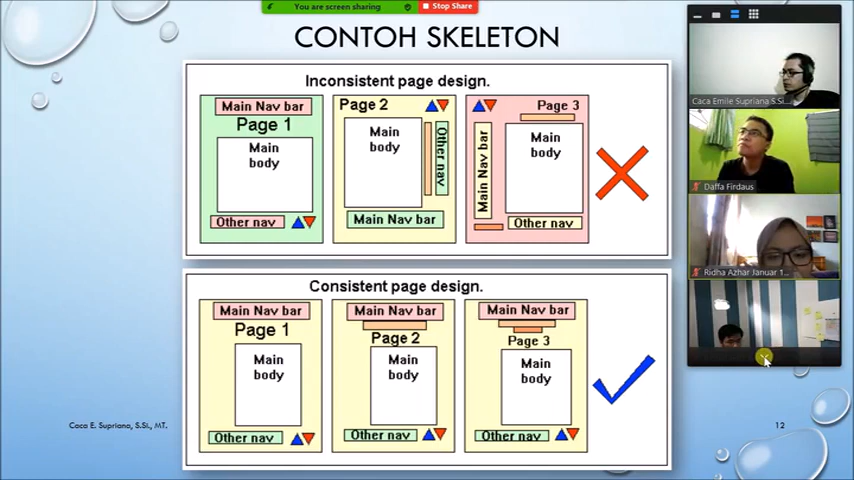 You are screen sharing
Stop Share
CONTOH SKELETON
Inconsistent page design.
Main Nav bar
Page 1
Main
body
Other nav
Page 2
Main
body
Other nav
Main Nav bar
Page 3
Main Nav bar
Main
body
Other nav
Consistent page design.
Main Nav bar
Page 1
Main
body
Other nav
Main Nav bar
Page 2
Main
body
Other nav
Main Nav bar
Page 3
Main
body
Other nav
Caca E. Supriana, S.Si., MT.
12
Caca Emile Supriana S.Si...
Daffa Firdaus
Ridha Azhar Januar 1...